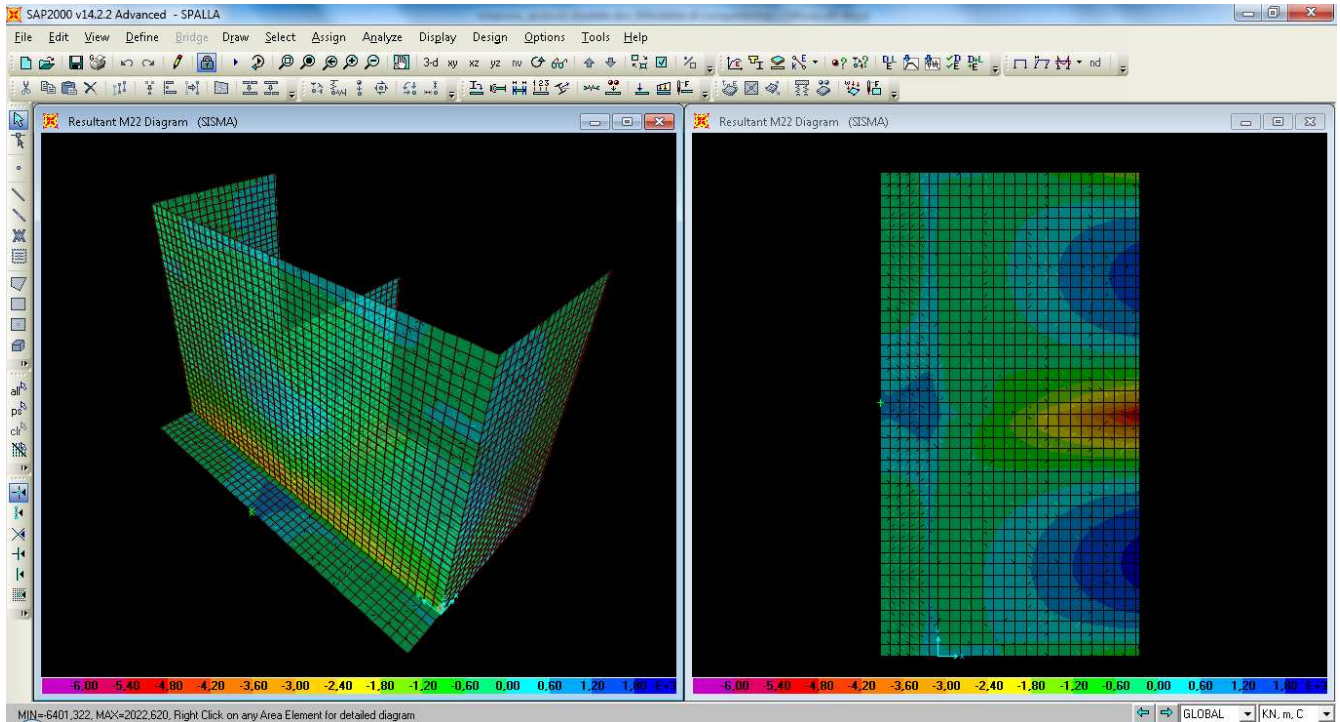 SAP2000 v14.2.2 Advanced - SPALLA
File Edit View Define Bridge Draw Select Assign Analyze Display Design Options Tools Help
3-d xy xz yz nv nd
Resultant M22 Diagram (SISMA)
Resultant M22 Diagram (SISMA)
all
ps
clr
-6,00 -5,40 -4,80 -4,20 -3,60 -3,00 -2,40 -1,80 -1,20 -0,60 0,00 0,60 1,20 1,80 E+3
-6,00 -5,40 -4,80 -4,20 -3,60 -3,00 -2,40 -1,80 -1,20 -0,60 0,00 0,60 1,20 1,80
MIN=-6401,322, MAX=2022,620, Right Click on any Area Element for detailed diagram
GLOBAL KN, m, C